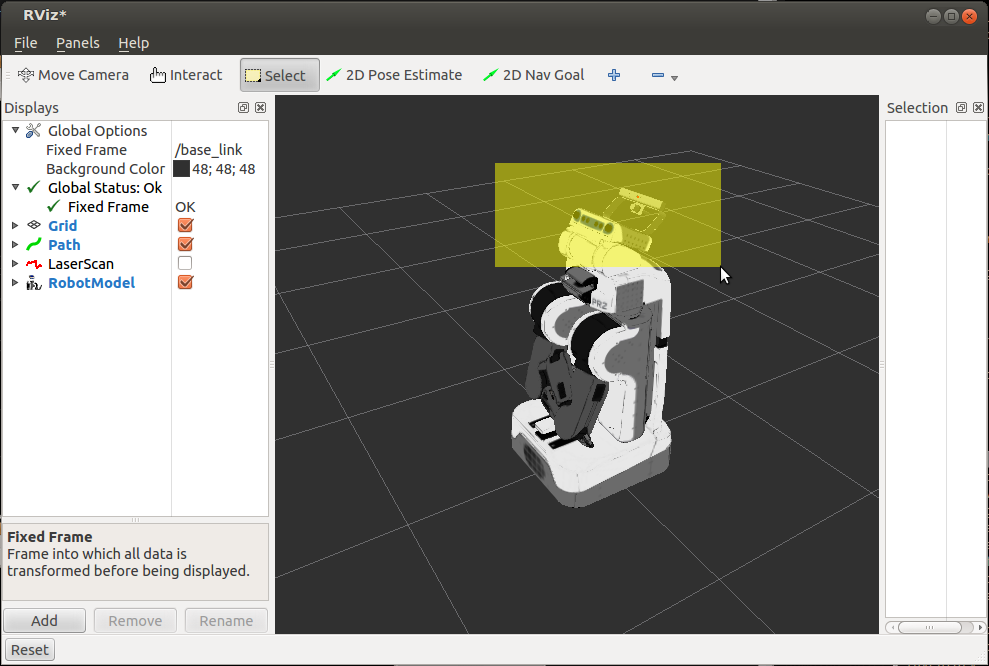 RViz*
File Panels Help
Move Camera Interact Select 2D Pose Estimate 2D Nav Goal
Displays
Global Options
Fixed Frame /base_link
Background Color 48; 48; 48
Global Status: Ok
Fixed Frame OK
Grid
Path
LaserScan
RobotModel
Fixed Frame
Frame into which all data is
transformed before being displayed.
Add Remove Rename
Reset
PR2
Selection